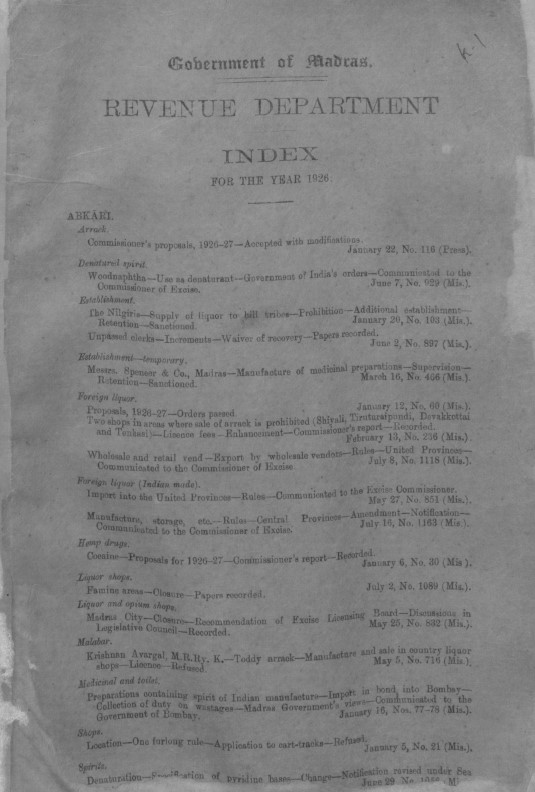 K-1
Government of Madras.
REVENUE DEPARTMENT
INDEX
FOR THE YEAR 1926.
ABKÁRI.
Arrack.
Commissioner's proposals, 1926-27—Accepted with modifications.
January 22, No. 116 (Press).
Denatured spirit.
Woodnaphtha—Use as denaturant—Government of India's orders—Communicated to the
Commissioner of Excise.
June 7, No. 929 (Mis.).
Establishment.
The Nilgiris—Supply of liquor to hill tribes—Prohibition—Additional establishment—
Retention—Sanctioned.
January 20, No. 103 (Mis.).
Unpassed clerks—Increments—Waiver of recovery—Papers recorded.
June 2, No. 897 (Mis.).
Establishment—temporary.
Messrs. Spencer & Co., Madras—Manufacture of medicinal preparations—Supervision—
Retention—Sanctioned.
March 16, No. 456 (Mis.).
Foreign liquor.
Proposals, 1926-27—Orders passed.
January 12, No. 60 (Mis.).
Two shops in areas where sale of arrack is prohibited (Shiyali, Tirutturaipundi, Devakkottai
and Tenkasi)—Licence fees—Enhancement—Commissioner's report—Recorded.
February 13, No. 236 (Mis.).
Wholesale and retail vend—Export by wholesale vendors—Rules—United Provinces—
Communicated to the Commissioner of Excise.
July 8, No. 1118 (Mis.).
Foreign liquor (Indian made).
Import into the United Provinces—Rules—Communicated to the Excise Commissioner.
May 27, No. 851 (Mis.).
Manufacture, storage, etc.—Rules—Central Provinces—Amendment—Notification—
Communicated to the Commissioner of Excise.
July 16, No. 1163 (Mis.).
Hemp drugs.
Cocaine—Proposals for 1926-27—Commissioner's report—Recorded.
January 6, No. 30 (Mis.).
Liquor shops.
Famine areas—Closure—Papers recorded.
July 2, No. 1089 (Mis.).
Liquor and opium shops.
Madras City—Closure—Recommendation of Excise Licensing Board—Discussions in
Legislative Council—Recorded.
May 25, No. 832 (Mis.).
Malabar.
Krishnan Avargal, M.R.Ry. K.—Toddy arrack—Manufacture and sale in country liquor
shops—Licence—Refused.
May 5, No. 716 (Mis.).
Medicinal and toilet.
Preparations containing spirit of Indian manufacture—Import in bond into Bombay—
Collection of duty on wastages—Madras Government's views—Communicated to the
Government of Bombay.
January 16, Nos. 77-78 (Mis.).
Shops.
Location—One furlong rule—Application to cart-tracks—Refused.
January 5, No. 21 (Mis.).
Spirits.
Denaturation—of pyridine bases—Change—Notification revised under Sea
June 29 No.